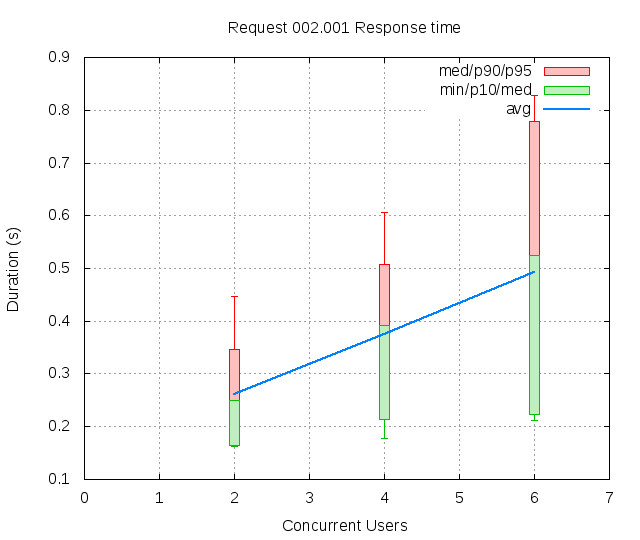 Request 002.001 Response time
med/p90/p95
min/p10/med
avg
Duration (s)
0.9
0.8
0.7
0.6
0.5
0.4
0.3
0.2
0.1
0 1 2 3 4 5 6 7
Concurrent Users